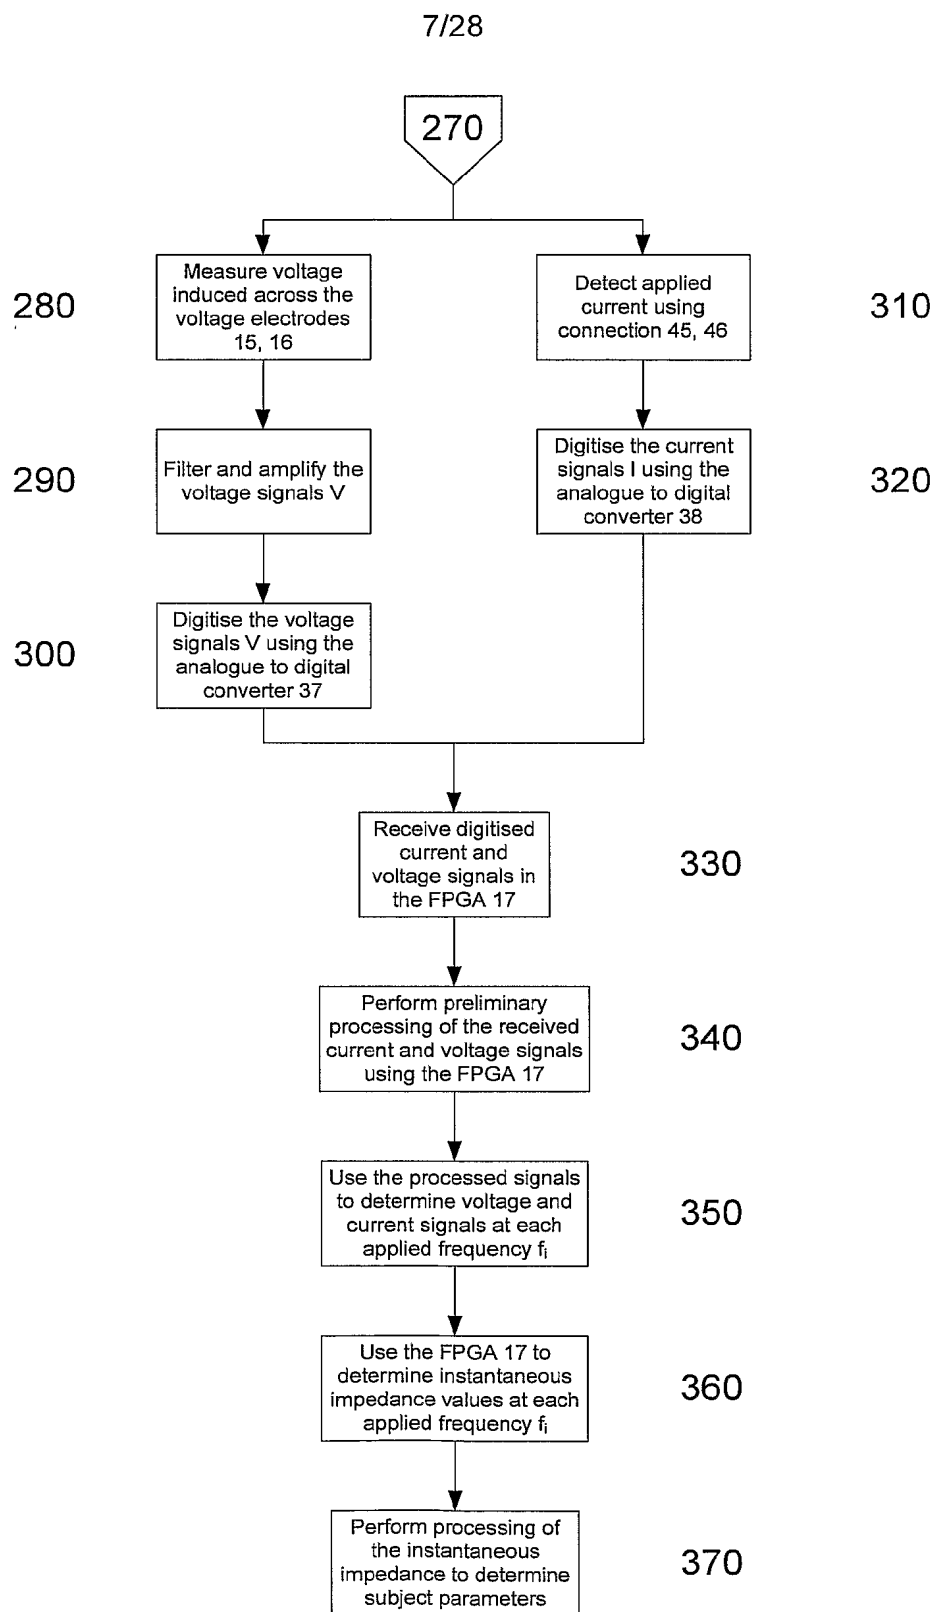 7/28
270
280
Measure voltage
induced across the
voltage electrodes
15, 16
Detect applied
current using
connection 45, 46
310
290
Filter and amplify the
voltage signals V
Digitise the current
signals I using the
analogue to digital
converter 38
320
300
Digitise the voltage
signals V using the
analogue to digital
converter 37
Receive digitised
current and
voltage signals in
the FPGA 17
330
Perform preliminary
processing of the received
current and voltage signals
using the FPGA 17
340
Use the processed signals
to determine voltage and
current signals at each
applied frequency fi
350
Use the FPGA 17 to
determine instantaneous
impedance values at each
applied frequency fi
360
Perform processing of
the instantaneous
impedance to determine
subject parameters
370